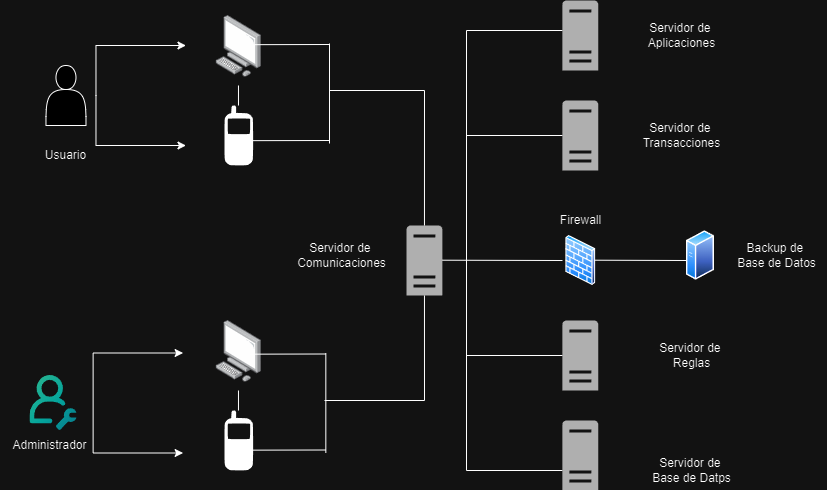 Servidor de
Aplicaciones
Servidor de
Transacciones
Usuario
Firewall
Servidor de
Comunicaciones
Backup de
Base de Datos
Servidor de
Reglas
Administrador
Servidor de
Base de Datps